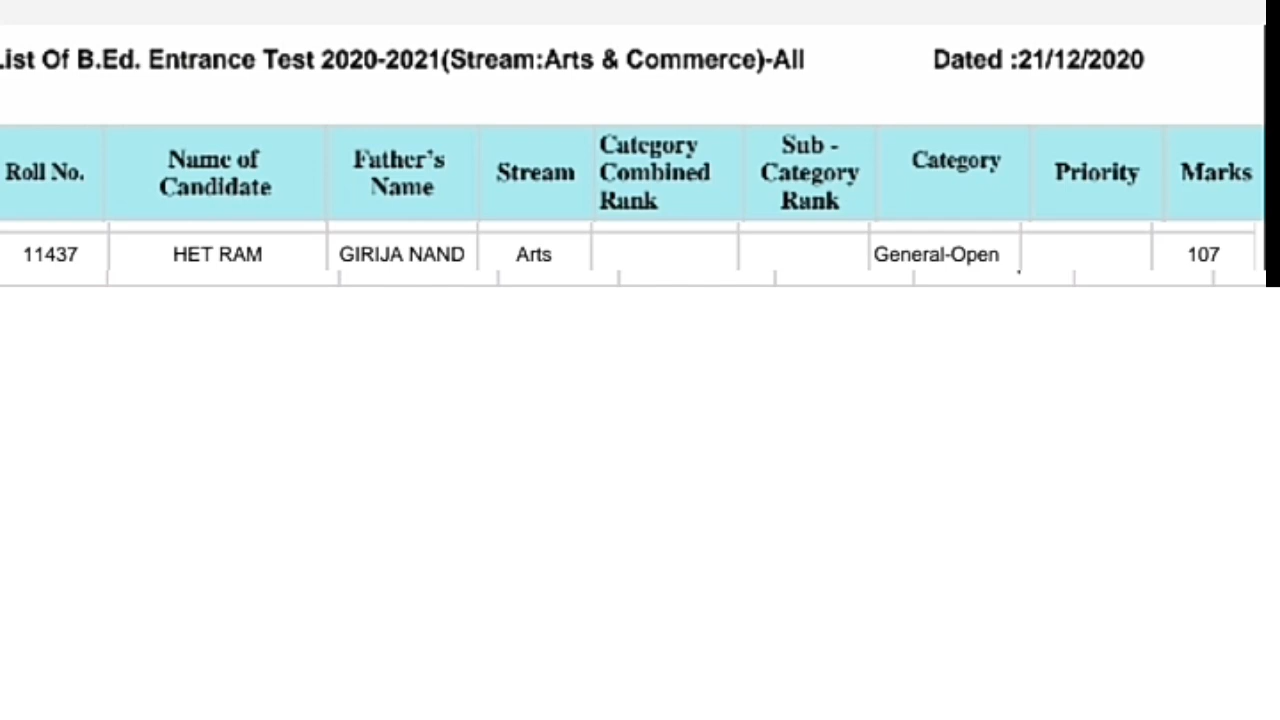 List Of B.Ed. Entrance Test 2020-2021(Stream:Arts & Commerce)-All Dated :21/12/2020
Roll No. Name of Candidate Father's Name Stream Category Combined Rank Sub - Category Rank Category Priority Marks
11437 HET RAM GIRIJA NAND Arts General-Open 107